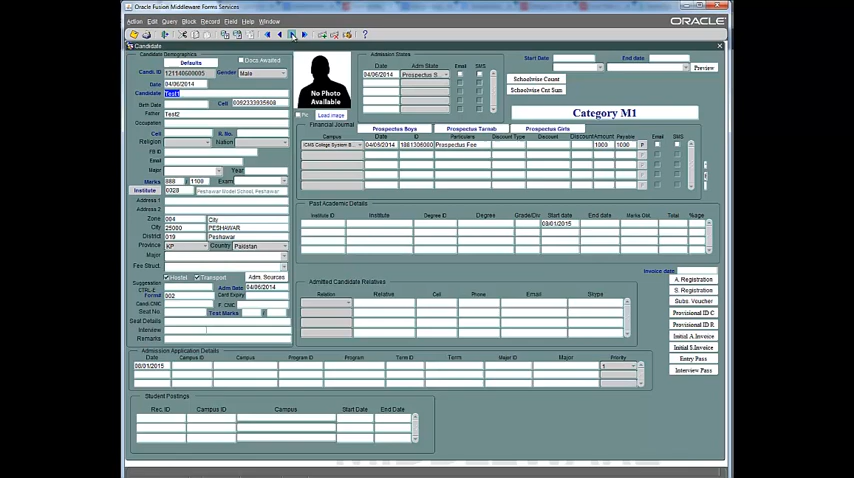 Oracle Fusion Middleware Forms Services
Action Edit Query Block Record Field Help Window
ORACLE
Candidate
Candidate Demographics
Defaults
Docs Awaited
Candi. ID 121140600005 Gender Male
Date 04/06/2014
Candidate Test1
Birth Date Cell 0092333935608
Father Test2
Occupation
Cell R. No.
Religion Nation
FB ID
Email
Major Year
Marks 888 / 1100 Exam
Institute 0028 Peshawar Model School, Peshawar
Address 1
Address 2
Zone 004 City
City 25000 PESHAWAR
District 019 Peshawar
Province KP Country Pakistan
Major
Fee Struct.
Hostel Transport Adm. Sources
Suggession
CTRL-E Adm Date 04/06/2014
Form# 002 Card Expiry
Candi.CNIC F. CNIC
Seat No. Test Marks /
Seat Details
Interview
Remarks
No Photo
Available
Pic Load image
Admission States
Date Adm State Email SMS
04/06/2014 Prospectus S
Start Date End date
Preview
Schoolwise Count
Schoolwise Cnt Sum
Category M1
Prospectus Boys Prospectus Tarnab Prospectus Girls
Financial Journal
Campus Date ID Particulars Discount Type Discount Discount Amount Payable Email SMS
ICMS College System B 04/06/2014 1881306000 Prospectus Fee 1000 1000 P
Past Academic Details
Institute ID Institute Degree ID Degree Grade/Div Start date End date Marks Obt. Total %age
08/01/2015
Invoice date:
Admitted Candidate Relatives
Relation Relative Cell Phone Email Skype
A. Registration
S. Registration
Subs. Voucher
Provisional ID C
Provisional ID R
Initial A.Invoice
Initial S.Invoice
Entry Pass
Interview Pass
Admission Application Details
Date Campus ID Campus Program ID Program Term ID Term Major ID Major Priority
08/01/2015 1
Student Postings
Rec. ID Campus ID Campus Start Date End Date